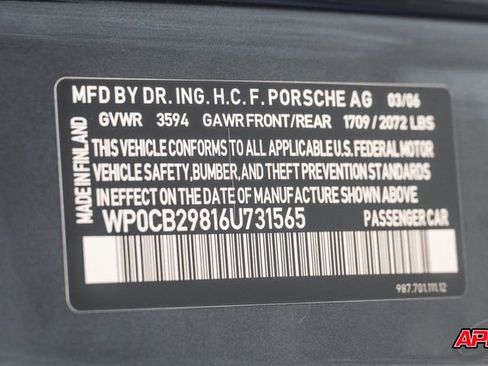 MFD BY DR. ING. H.C. F. PORSCHE AG 03/06
GVWR 3594 GAWR FRONT/REAR 1709 / 2072 LBS
THIS VEHICLE CONFORMS TO ALL APPLICABLE U.S. FEDERAL MOTOR
VEHICLE SAFETY, BUMPER, AND THEFT PREVENTION STANDARDS
IN EFFECT ON THE DATE OF MANUFACTURE SHOWN ABOVE.
WP0CB29816U731565 PASSENGER CAR
MADE IN FINLAND
987.701.111.12